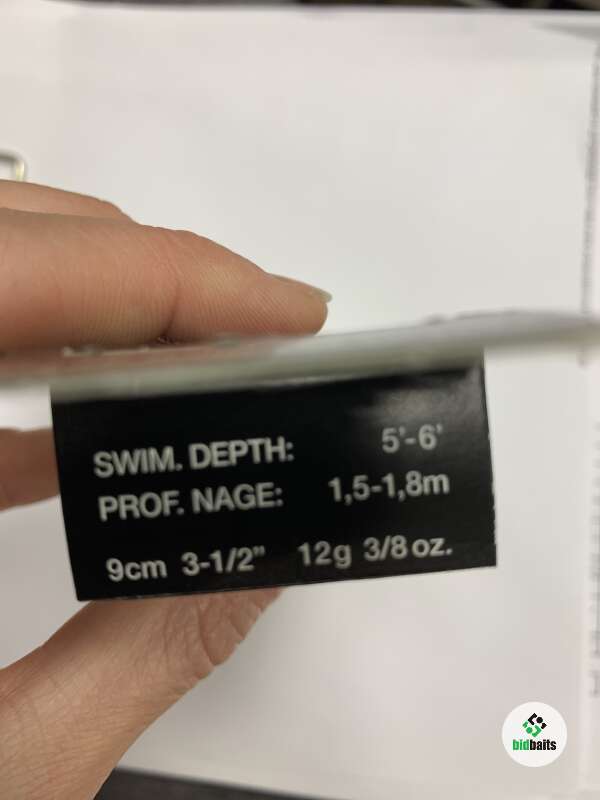 SWIM. DEPTH: 5'-6'
PROF. NAGE: 1,5-1,8m
9cm 3-1/2" 12g 3/8 oz.
bidbaits